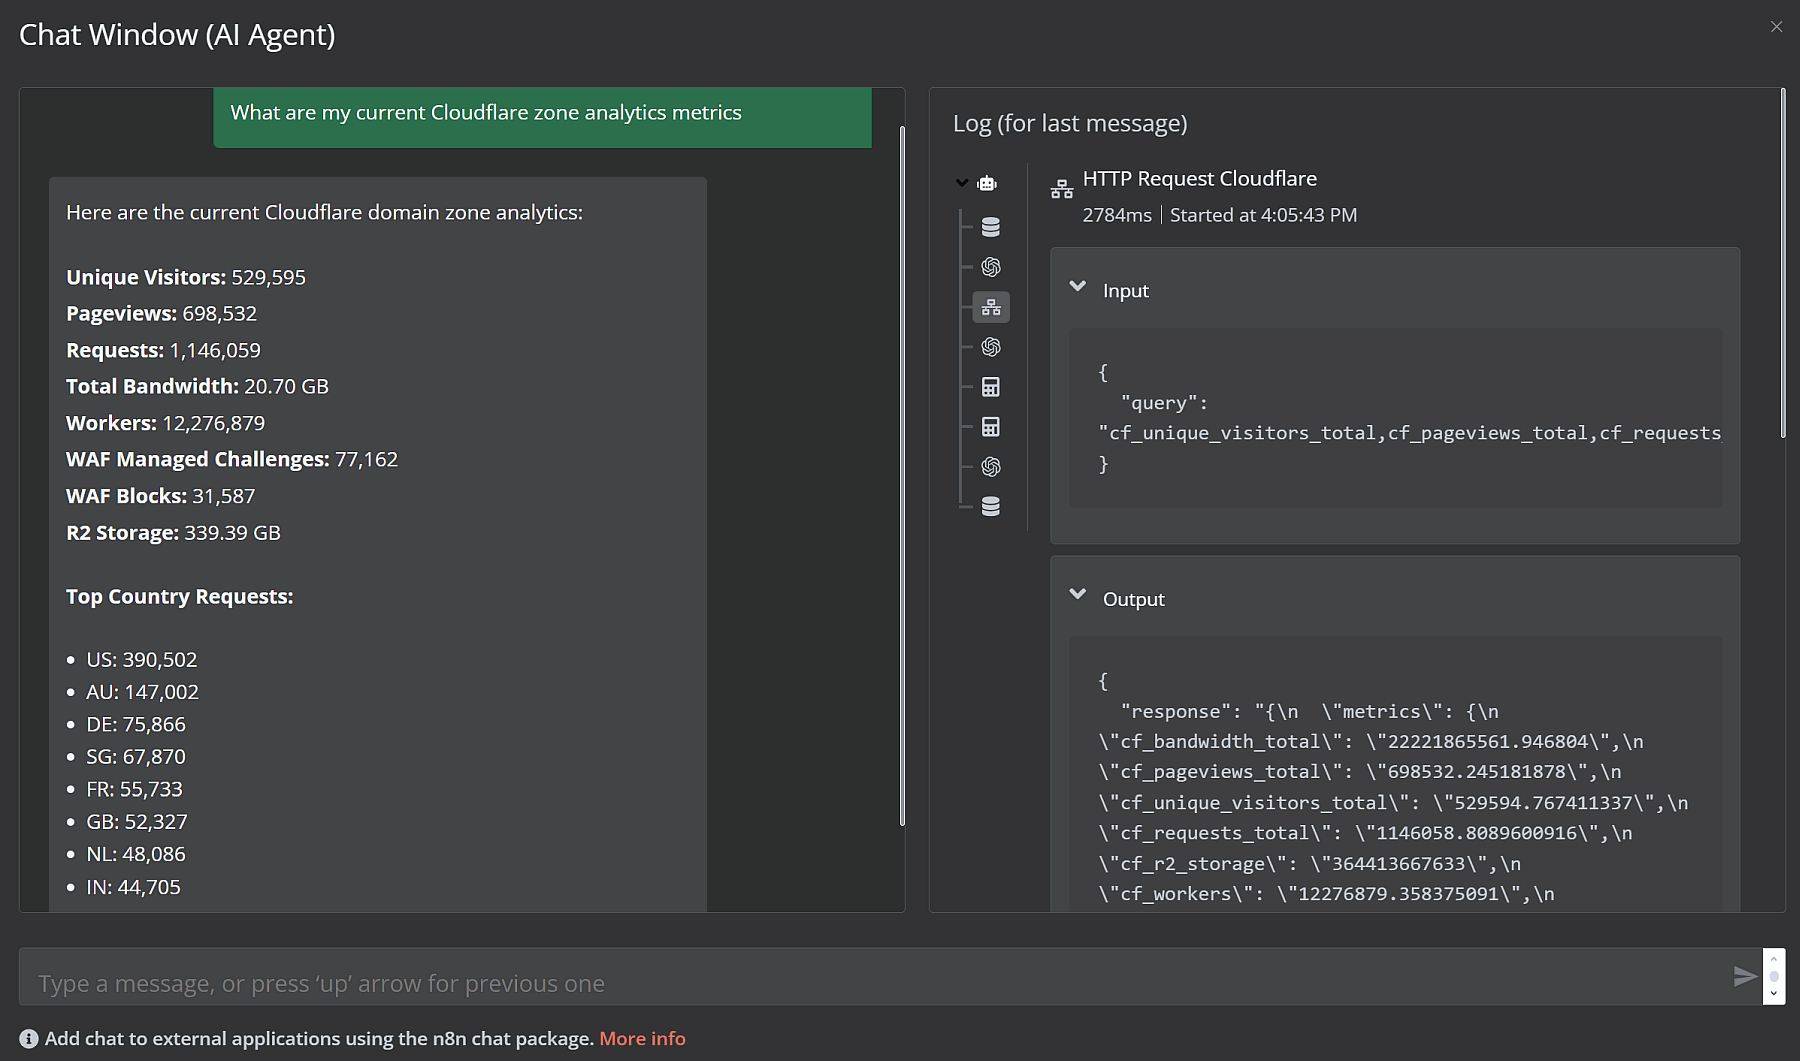 Chat Window (AI Agent)
What are my current Cloudflare zone analytics metrics
Here are the current Cloudflare domain zone analytics:
Unique Visitors: 529,595
Pageviews: 698,532
Requests: 1,146,059
Total Bandwidth: 20.70 GB
Workers: 12,276,879
WAF Managed Challenges: 77,162
WAF Blocks: 31,587
R2 Storage: 339.39 GB
Top Country Requests:
• US: 390,502
• AU: 147,002
• DE: 75,866
• SG: 67,870
• FR: 55,733
• GB: 52,327
• NL: 48,086
• IN: 44,705
Log (for last message)
HTTP Request Cloudflare
2784ms | Started at 4:05:43 PM
Input
{
"query":
"cf_unique_visitors_total,cf_pageviews_total,cf_requests_
}
Output
{
"response": "{\n  \"metrics\": {\n
\"cf_bandwidth_total\": \"22221865561.946804\",\n
\"cf_pageviews_total\": \"698532.245181878\",\n
\"cf_unique_visitors_total\": \"529594.767411337\",\n
\"cf_requests_total\": \"1146058.8089600916\",\n
\"cf_r2_storage\": \"364413667633\",\n
\"cf_workers\": \"12276879.358375091\",\n
Type a message, or press ‘up’ arrow for previous one
Add chat to external applications using the n8n chat package. More info